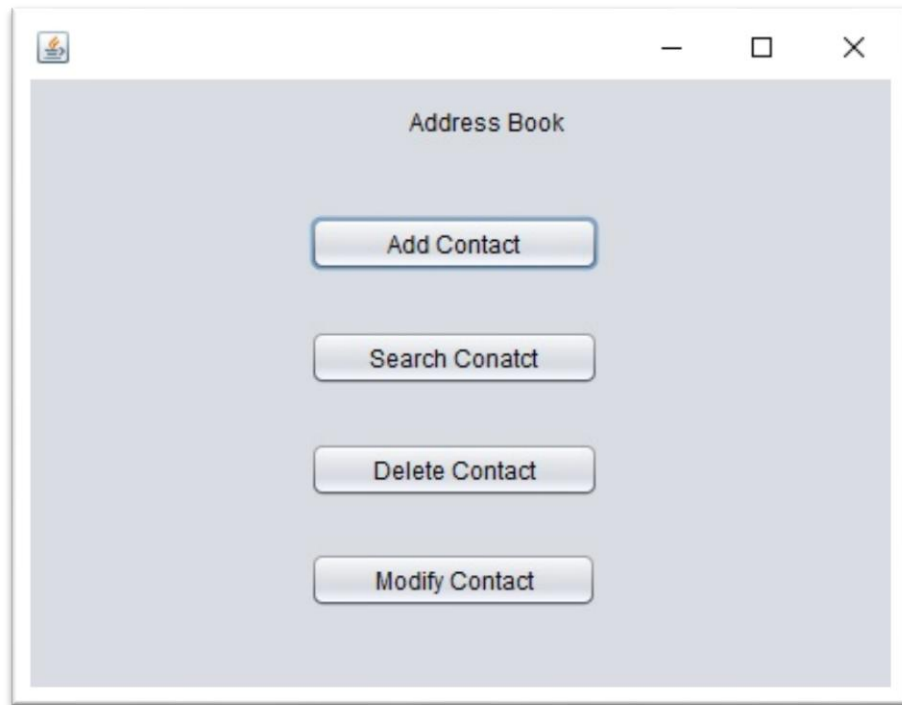 Address Book
Add Contact
Search Conatct
Delete Contact
Modify Contact